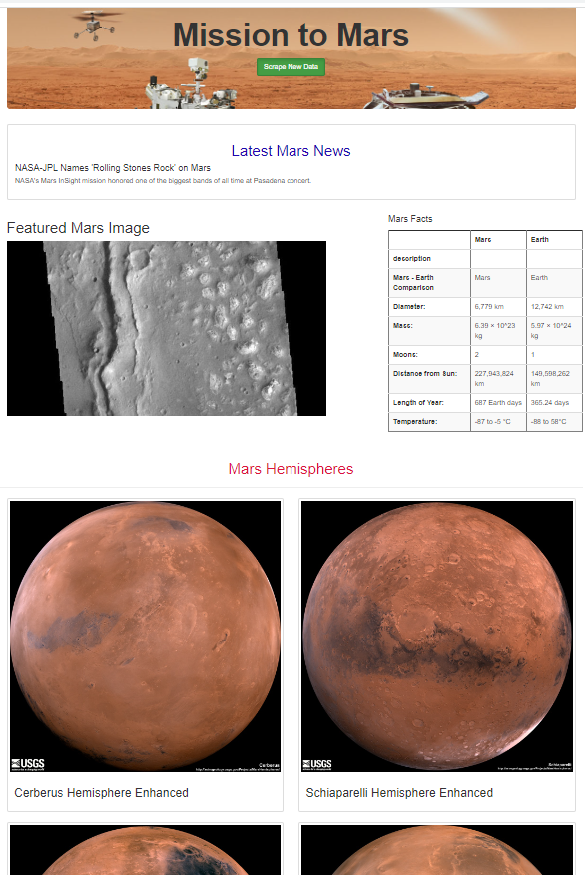 Mission to Mars
Scrape New Data
Latest Mars News
NASA-JPL Names 'Rolling Stones Rock' on Mars
NASA's Mars InSight mission honored one of the biggest bands of all time at Pasadena concert.
Featured Mars Image
Mars Facts
Mars Earth
description
Mars - Earth Comparison Mars Earth
Diameter: 6,779 km 12,742 km
Mass: 6.39 × 10^23 kg 5.97 × 10^24 kg
Moons: 2 1
Distance from Sun: 227,943,824 km 149,598,262 km
Length of Year: 687 Earth days 365.24 days
Temperature: -87 to -5 °C -88 to 58°C
Mars Hemispheres
USGS
Cerberus
USGS
Schiaparelli
Cerberus Hemisphere Enhanced
Schiaparelli Hemisphere Enhanced